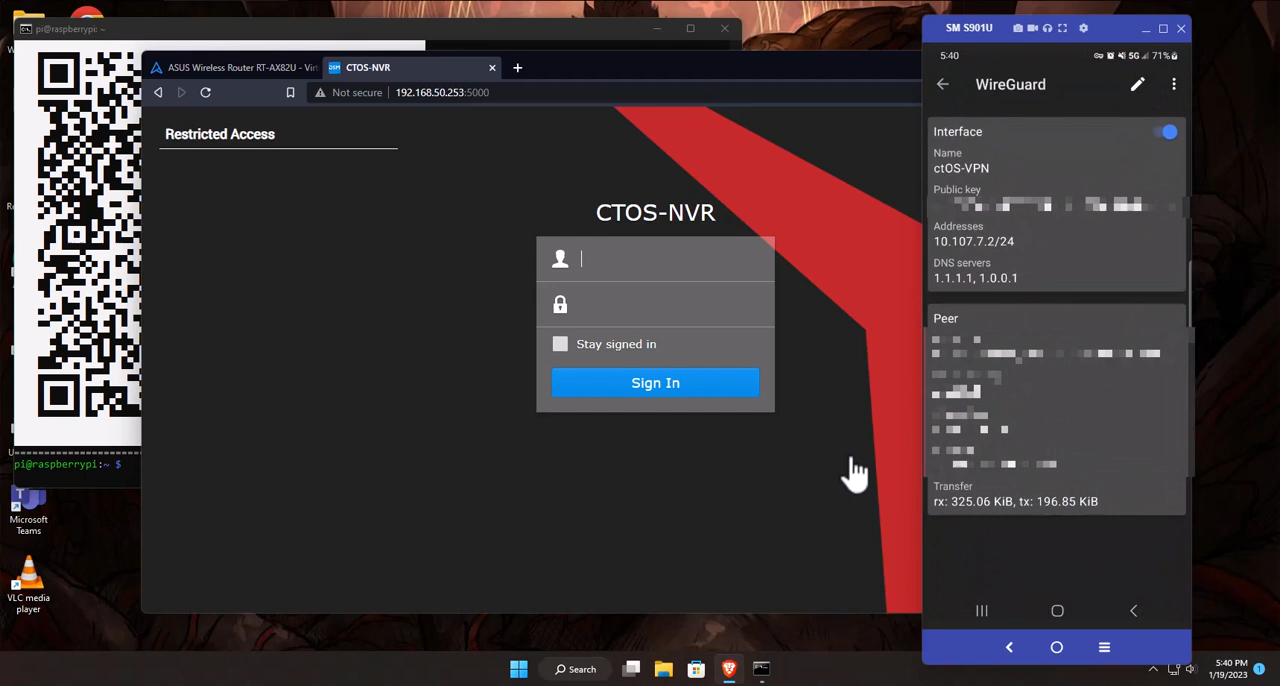 pi@raspberrypi: ~
ASUS Wireless Router RT-AX82U - Virt
DSM
CTOS-NVR
Not secure
192.168.50.253:5000
Restricted Access
CTOS-NVR
Stay signed in
Sign In
pi@raspberrypi:~ $
Microsoft
Teams
VLC media
player
SM S901U
5:40
5G 71%
WireGuard
Interface
Name
ctOS-VPN
Public key
Addresses
10.107.7.2/24
DNS servers
1.1.1.1, 1.0.0.1
Peer
Transfer
rx: 325.06 KiB, tx: 196.85 KiB
Search
5:40 PM
1/19/2023
1